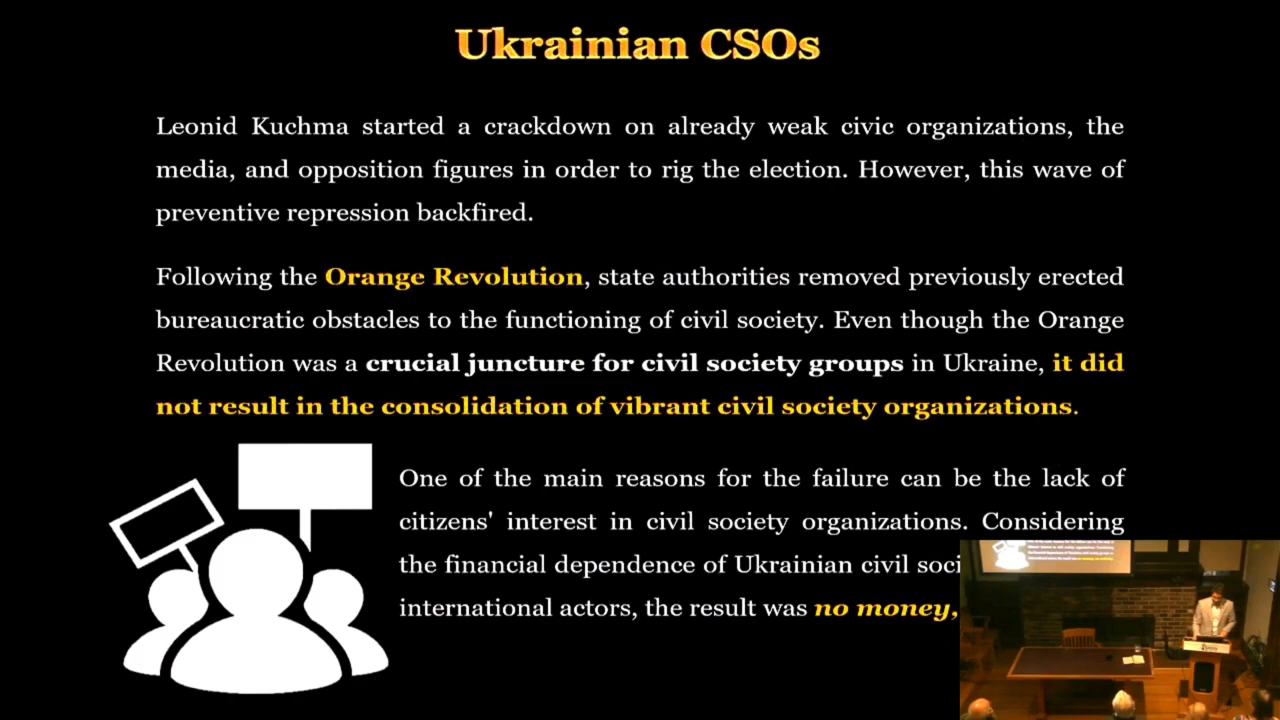 Ukrainian CSOs
Leonid Kuchma started a crackdown on already weak civic organizations, the
media, and opposition figures in order to rig the election. However, this wave of
preventive repression backfired.
Following the Orange Revolution, state authorities removed previously erected
bureaucratic obstacles to the functioning of civil society. Even though the Orange
Revolution was a crucial juncture for civil society groups in Ukraine, it did
not result in the consolidation of vibrant civil society organizations.
One of the main reasons for the failure can be the lack of
citizens' interest in civil society organizations. Considering
the financial dependence of Ukrainian civil soci
international actors, the result was no money,